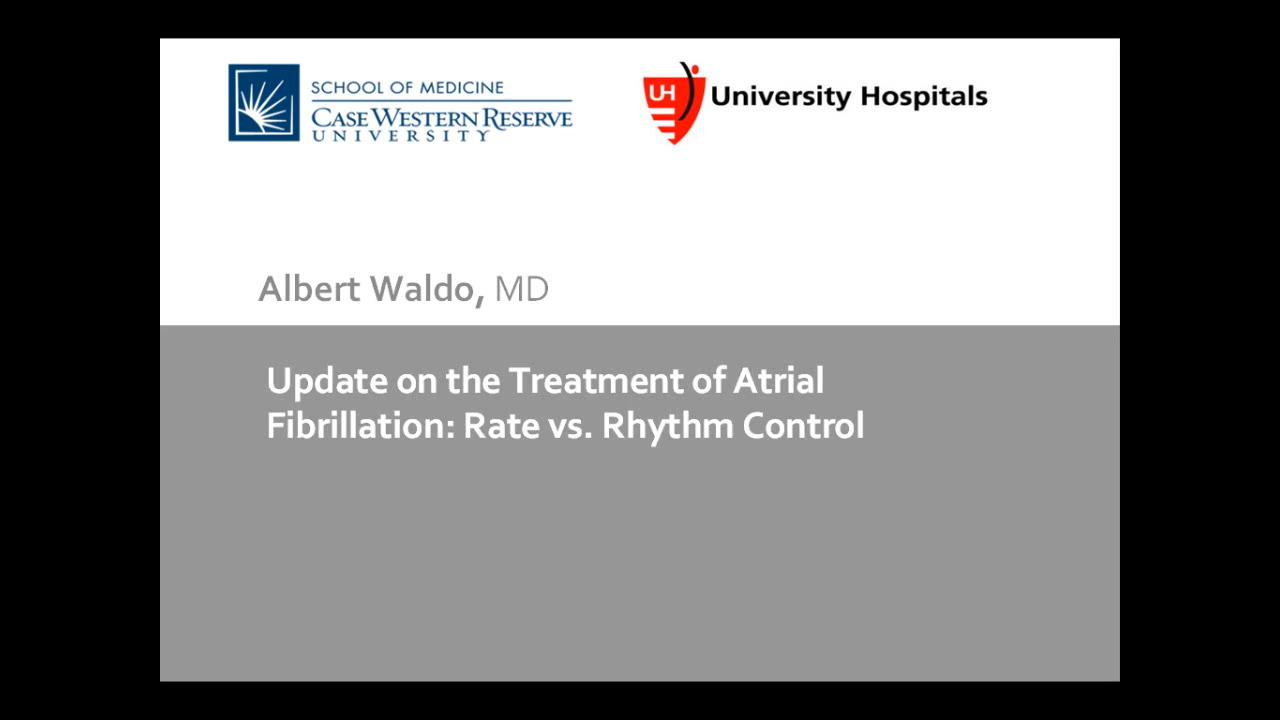 SCHOOL OF MEDICINE
CASE WESTERN RESERVE
UNIVERSITY
UH University Hospitals
Albert Waldo, MD
Update on the Treatment of Atrial
Fibrillation: Rate vs. Rhythm Control